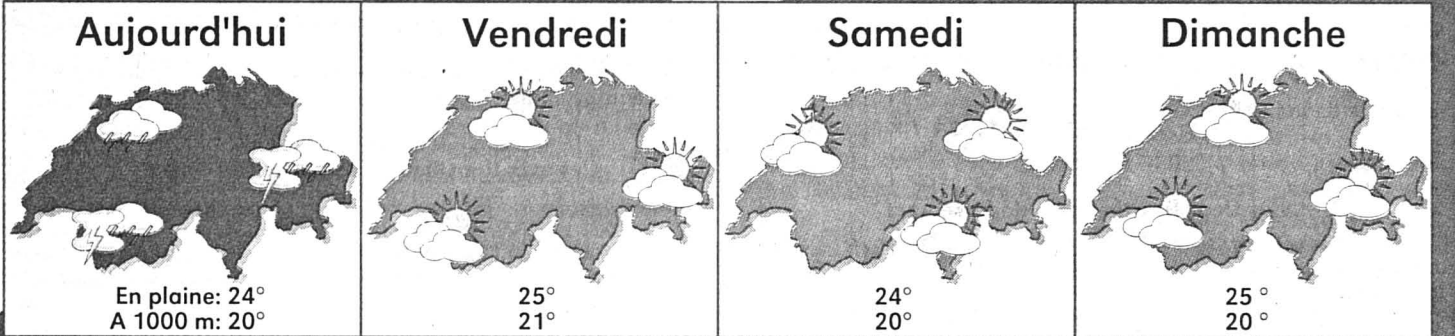 Aujourd'hui
En plaine: 24°
A 1000 m: 20°
Vendredi
25°
21°
Samedi
24°
20°
Dimanche
25 °
20 °